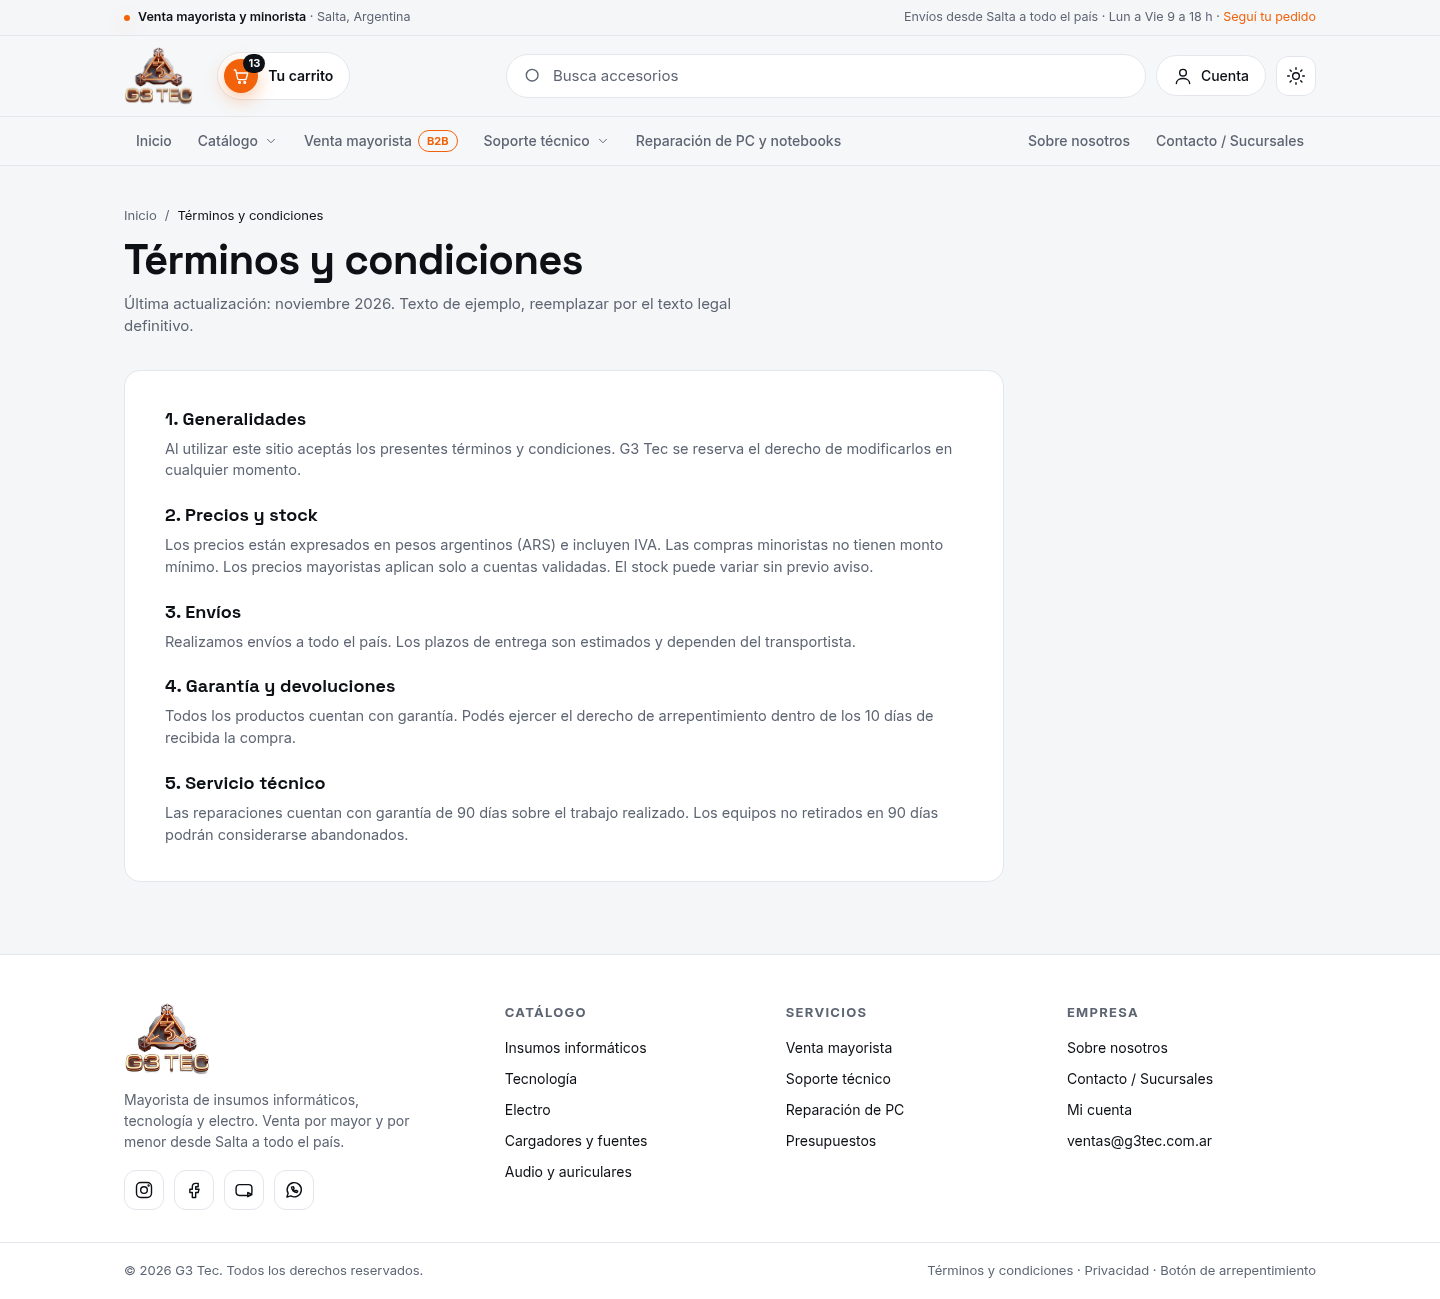 Venta mayorista y minorista · Salta, Argentina
Envíos desde Salta a todo el país · Lun a Vie 9 a 18 h · Seguí tu pedido
G3 TEC
13
Tu carrito
Busca accesorios
Cuenta
Inicio
Catálogo
Venta mayorista B2B
Soporte técnico
Reparación de PC y notebooks
Sobre nosotros
Contacto / Sucursales
Inicio / Términos y condiciones
Términos y condiciones
Última actualización: noviembre 2026. Texto de ejemplo, reemplazar por el texto legal
definitivo.
1. Generalidades
Al utilizar este sitio aceptás los presentes términos y condiciones. G3 Tec se reserva el derecho de modificarlos en
cualquier momento.
2. Precios y stock
Los precios están expresados en pesos argentinos (ARS) e incluyen IVA. Las compras minoristas no tienen monto
mínimo. Los precios mayoristas aplican solo a cuentas validadas. El stock puede variar sin previo aviso.
3. Envíos
Realizamos envíos a todo el país. Los plazos de entrega son estimados y dependen del transportista.
4. Garantía y devoluciones
Todos los productos cuentan con garantía. Podés ejercer el derecho de arrepentimiento dentro de los 10 días de
recibida la compra.
5. Servicio técnico
Las reparaciones cuentan con garantía de 90 días sobre el trabajo realizado. Los equipos no retirados en 90 días
podrán considerarse abandonados.
3
G3 TEC
Mayorista de insumos informáticos,
tecnología y electro. Venta por mayor y por
menor desde Salta a todo el país.
CATÁLOGO
Insumos informáticos
Tecnología
Electro
Cargadores y fuentes
Audio y auriculares
SERVICIOS
Venta mayorista
Soporte técnico
Reparación de PC
Presupuestos
EMPRESA
Sobre nosotros
Contacto / Sucursales
Mi cuenta
ventas@g3tec.com.ar
© 2026 G3 Tec. Todos los derechos reservados.
Términos y condiciones · Privacidad · Botón de arrepentimiento